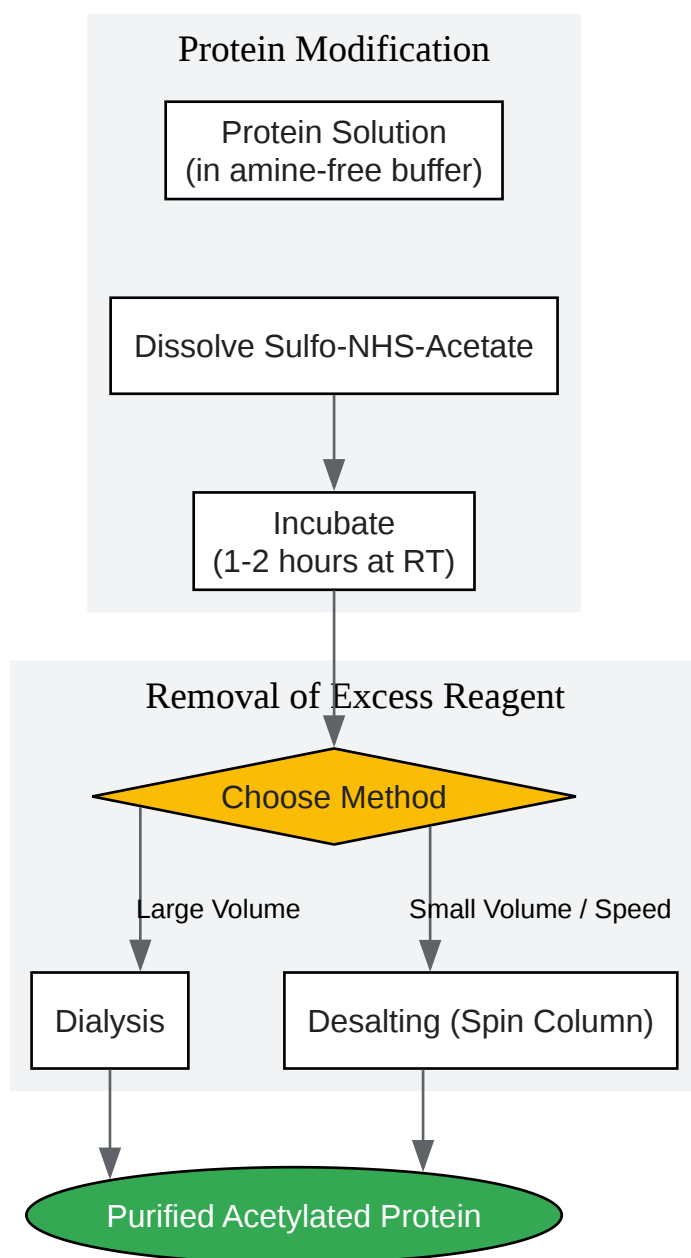 Protein Modification
Protein Solution
(in amine-free buffer)
Dissolve Sulfo-NHS-Acetate
Incubate
(1-2 hours at RT)
Removal of Excess Reagent
Choose Method
Large Volume
Small Volume / Speed
Dialysis
Desalting (Spin Column)
Purified Acetylated Protein